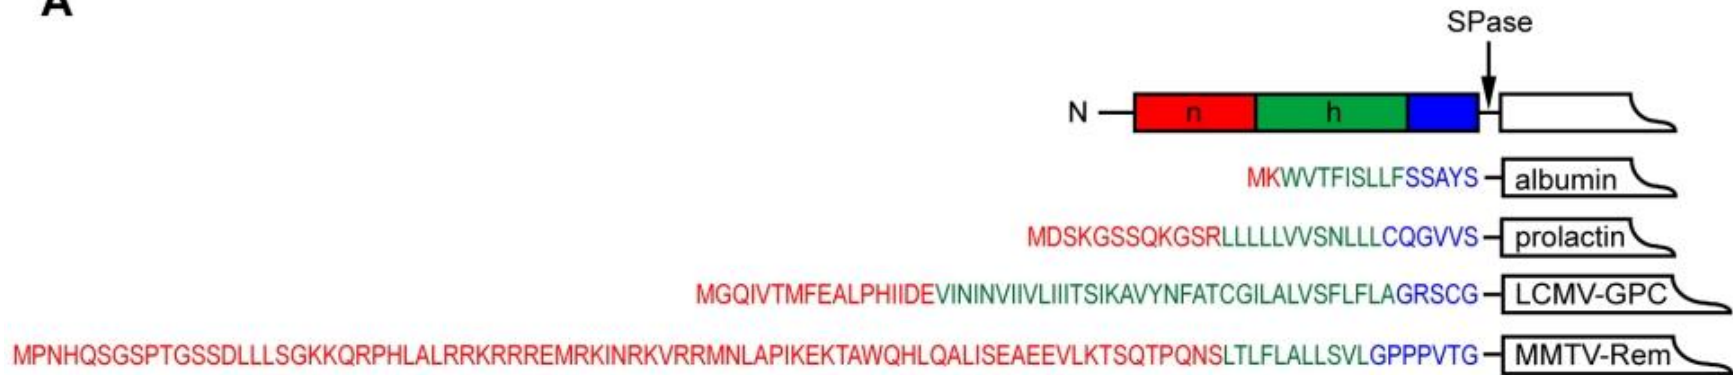 A
SPase
N n h
MKWVTFISLLFSSAYS albumin
MDSKGSSQKGSRLLLLLVVSNLLLCQGVVS prolactin
MGQIVTMFEALPHIIDEVININVIIVLIIITSIKAVYNFATCGILALVSFLFLAGRSCG LCMV-GPC
MPNHQSGSPTGSSDLLLSGKKQRPHLALRRKRRREMRKINRKVRRMNLAPIKEKTAWQHLQALISEAEEVLKTSQTPQNSLTLFLALLSVLGPPPVTG MMTV-Rem